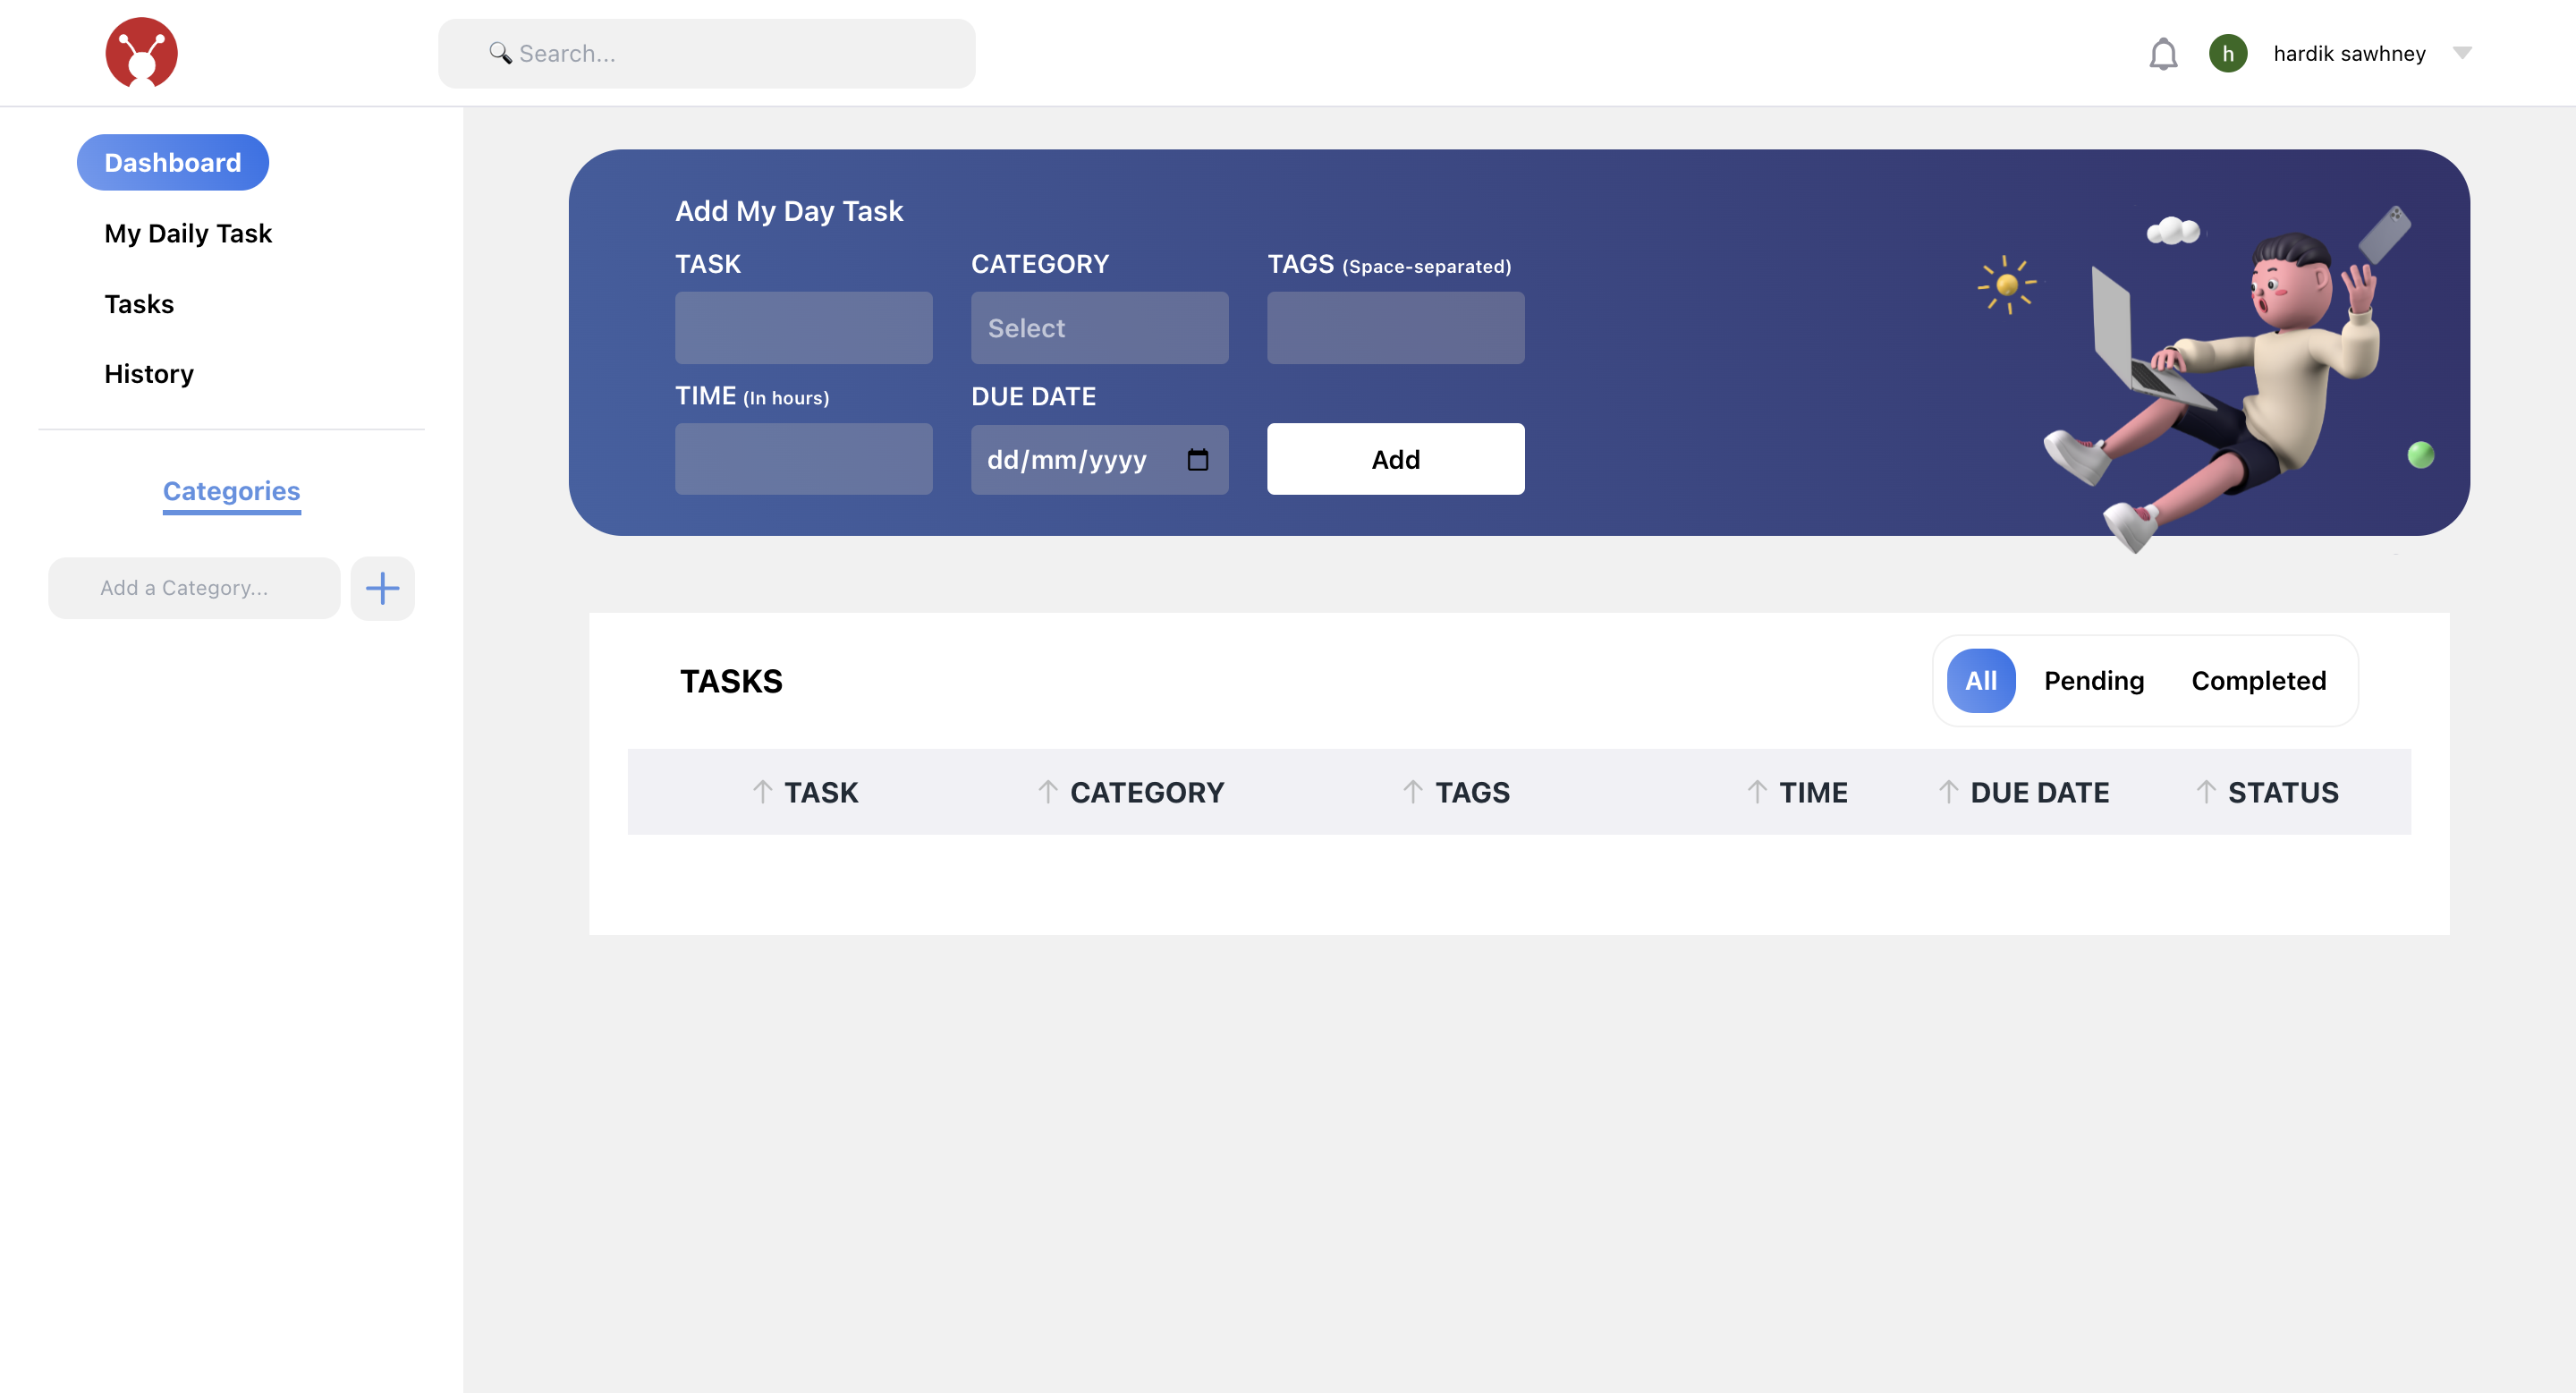 Search...
h
hardik sawhney
Dashboard
My Daily Task
Tasks
History
Categories
Add a Category...
Add My Day Task
TASK
CATEGORY
TAGS (Space-separated)
Select
TIME (In hours)
DUE DATE
dd/mm/yyyy
Add
TASKS
All
Pending
Completed
TASK
CATEGORY
TAGS
TIME
DUE DATE
STATUS